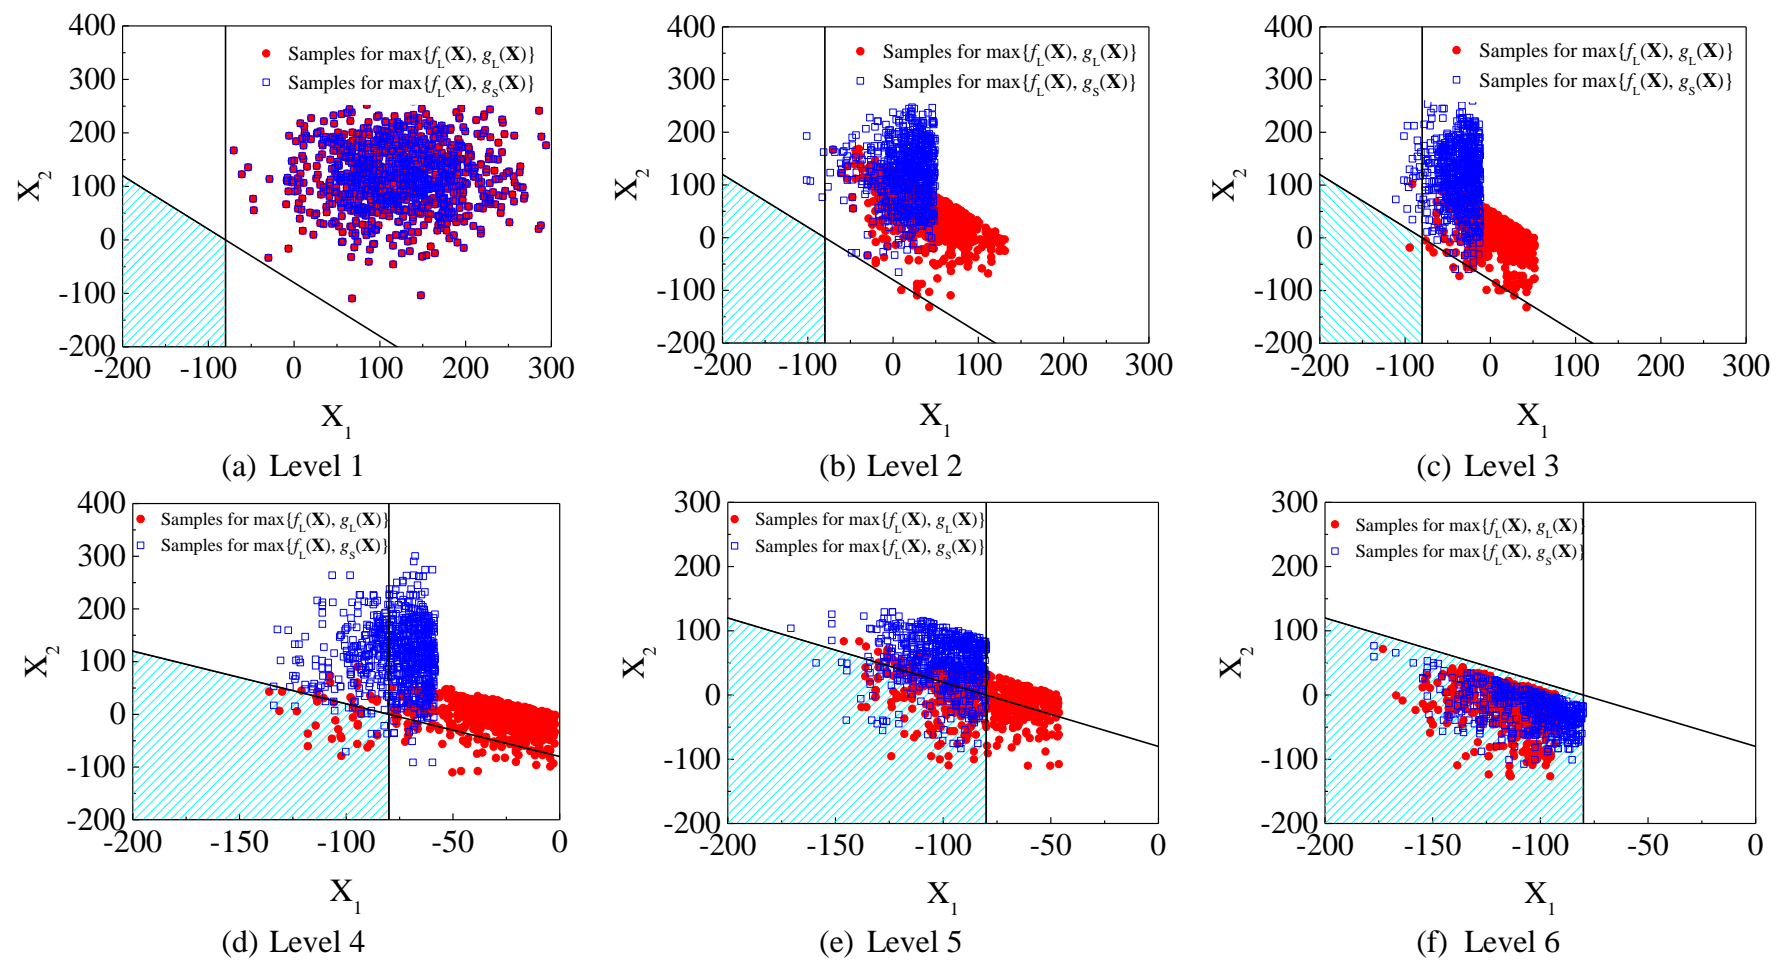 400
300
200
100
0
-100
-200
X2
Samples for max{fL(X), gL(X)}
Samples for max{fL(X), gS(X)}
-200 -100 0 100 200 300
X1
(a) Level 1
400
300
200
100
0
-100
-200
X2
Samples for max{fL(X), gL(X)}
Samples for max{fL(X), gS(X)}
-200 -100 0 100 200 300
X1
(b) Level 2
400
300
200
100
0
-100
-200
X2
Samples for max{fL(X), gL(X)}
Samples for max{fL(X), gS(X)}
-200 -100 0 100 200 300
X1
(c) Level 3
400
300
200
100
0
-100
-200
X2
Samples for max{fL(X), gL(X)}
Samples for max{fL(X), gS(X)}
-200 -150 -100 -50 0
X1
(d) Level 4
300
200
100
0
-100
-200
X2
Samples for max{fL(X), gL(X)}
Samples for max{fL(X), gS(X)}
-200 -150 -100 -50 0
X1
(e) Level 5
300
200
100
0
-100
-200
X2
Samples for max{fL(X), gL(X)}
Samples for max{fL(X), gS(X)}
-200 -150 -100 -50 0
X1
(f) Level 6